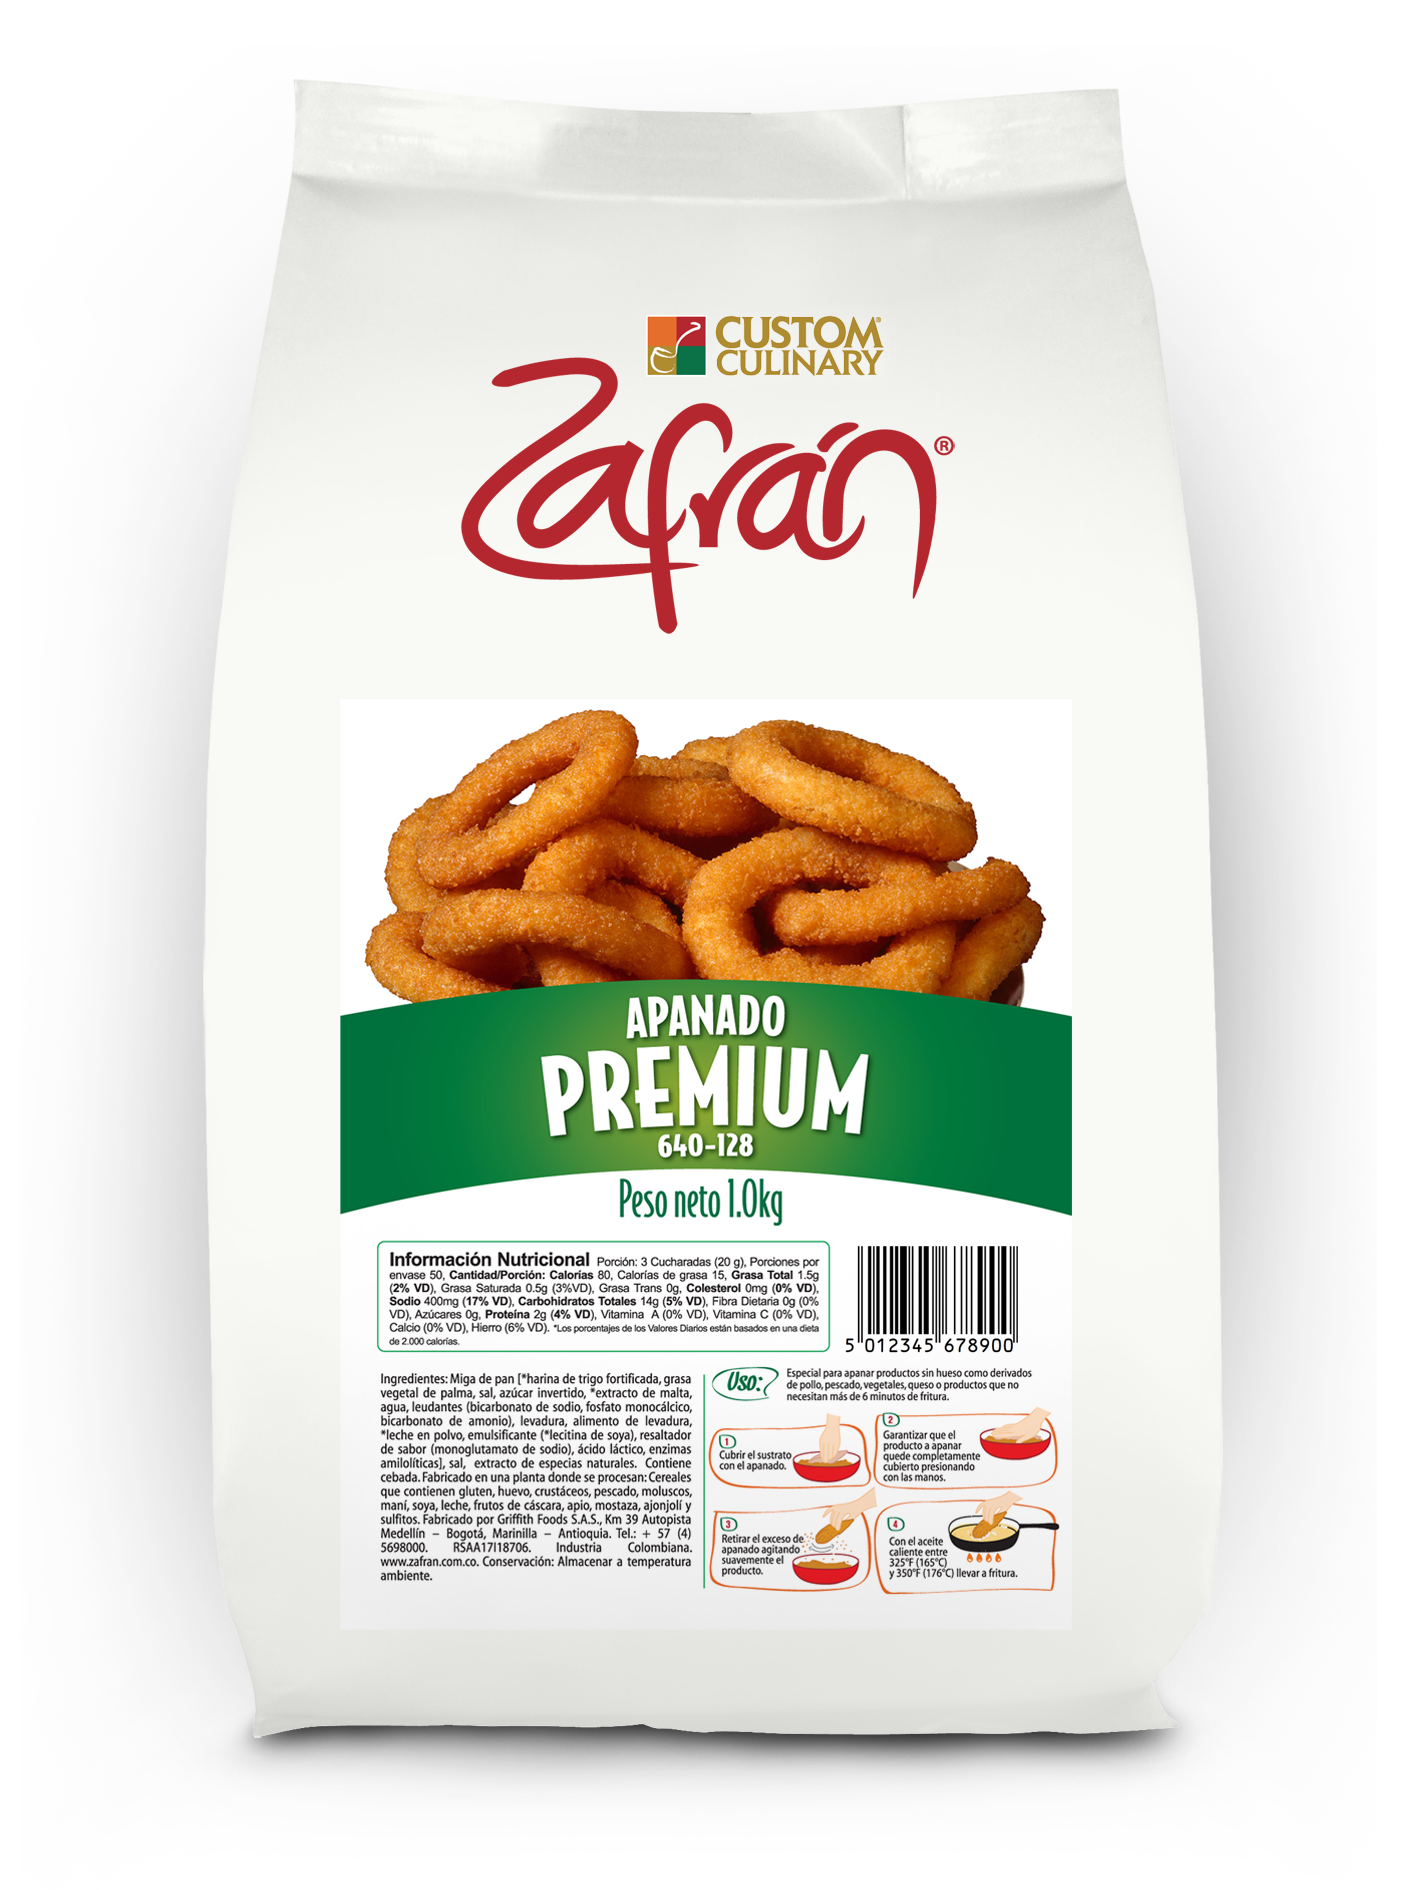 CUSTOM®
CULINARY
Zafrán®
APANADO
PREMIUM
640-128
Peso neto 1.0kg
Información Nutricional Porción: 3 Cucharadas (20 g), Porciones por
envase 50, Cantidad/Porción: Calorías 80, Calorías de grasa 15, Grasa Total 1.5g
(2% VD), Grasa Saturada 0.5g (3%VD), Grasa Trans 0g, Colesterol 0mg (0% VD),
Sodio 400mg (17% VD), Carbohidratos Totales 14g (5% VD), Fibra Dietaria 0g (0%
VD), Azúcares 0g, Proteína 2g (4% VD), Vitamina A (0% VD), Vitamina C (0% VD),
Calcio (0% VD), Hierro (6% VD). *Los porcentajes de los Valores Diarios están basados en una dieta
de 2.000 calorías.
5 012345 678900
Ingredientes: Miga de pan [*harina de trigo fortificada, grasa
vegetal de palma, sal, azúcar invertido, *extracto de malta,
agua, leudantes (bicarbonato de sodio, fosfato monocálcico,
bicarbonato de amonio), levadura, alimento de levadura,
*leche en polvo, emulsificante (*lecitina de soya), resaltador
de sabor (monoglutamato de sodio), ácido láctico, enzimas
amilolíticas], sal, extracto de especias naturales. Contiene
cebada. Fabricado en una planta donde se procesan: Cereales
que contienen gluten, huevo, crustáceos, pescado, moluscos,
maní, soya, leche, frutos de cáscara, apio, mostaza, ajonjolí y
sulfitos. Fabricado por Griffith Foods S.A.S., Km 39 Autopista
Medellín – Bogotá, Marinilla – Antioquia. Tel.: + 57 (4)
5698000. RSAA17I18706. Industria Colombiana.
www.zafran.com.co. Conservación: Almacenar a temperatura
ambiente.
Uso:
Especial para apanar productos sin hueso como derivados
de pollo, pescado, vegetales, queso o productos que no
necesitan más de 6 minutos de fritura.
1
Cubrir el sustrato
con el apanado.
2
Garantizar que el
producto a apanar
quede completamente
cubierto presionando
con las manos.
3
Retirar el exceso de
apanado agitando
suavemente el
producto.
4
Con el aceite
caliente entre
325°F (165°C)
y 350°F (176°C) llevar a fritura.